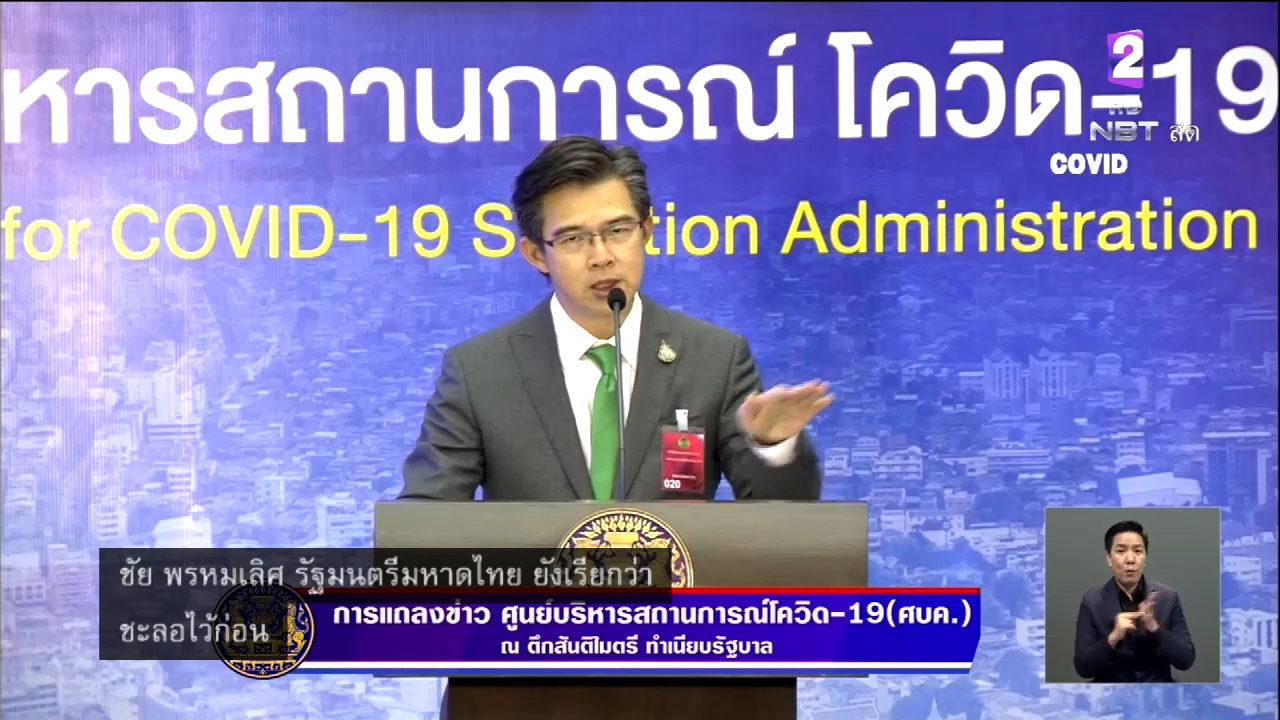 หารสถานการณ์ โควิด-19
2
NBT สด
COVID
for COVID-19 S tion Administration
020
ชัย พรหมเลิศ รัฐมนตรีมหาดไทย ยังเรียกว่า
ชะลอไว้ก่อน
การแถลงข่าว ศูนย์บริหารสถานการณ์โควิด-19(ศบค.)
ณ ตึกสันติไมตรี ทำเนียบรัฐบาล